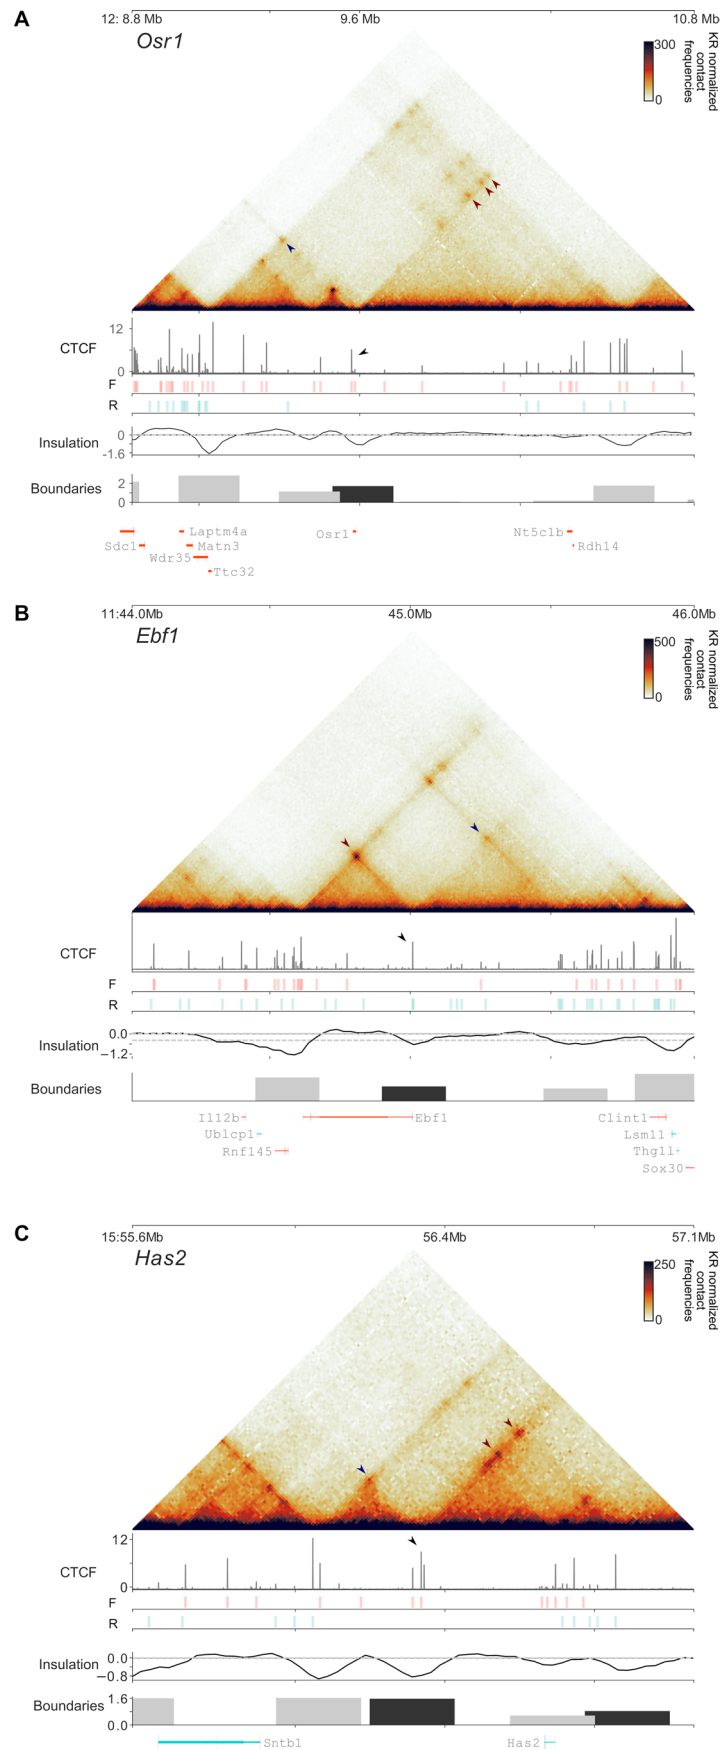 A
12: 8.8 Mb
9.6 Mb
10.8 Mb
Osr1
300
0
KR normalized
contact
frequencies
CTCF
12
0
F
R
Insulation
0
-1.6
Boundaries
2
0
Laptm4a
Osr1
Nt5c1b
Sdc1
Matn3
Rdh14
Wdr35
Ttc32
B
11:44.0Mb
45.0Mb
46.0Mb
Ebf1
500
0
KR normalized
contact
frequencies
CTCF
F
R
Insulation
0.0
−1.2
Boundaries
Il12b
Ebf1
Clint1
Ublcp1
Lsm11
Rnf145
Thg1l
Sox30
C
15:55.6Mb
56.4Mb
57.1Mb
Has2
250
0
KR normalized
contact
frequencies
CTCF
12
0
F
R
Insulation
0.0
−0.8
Boundaries
1.6
0.0
Sntb1
Has2